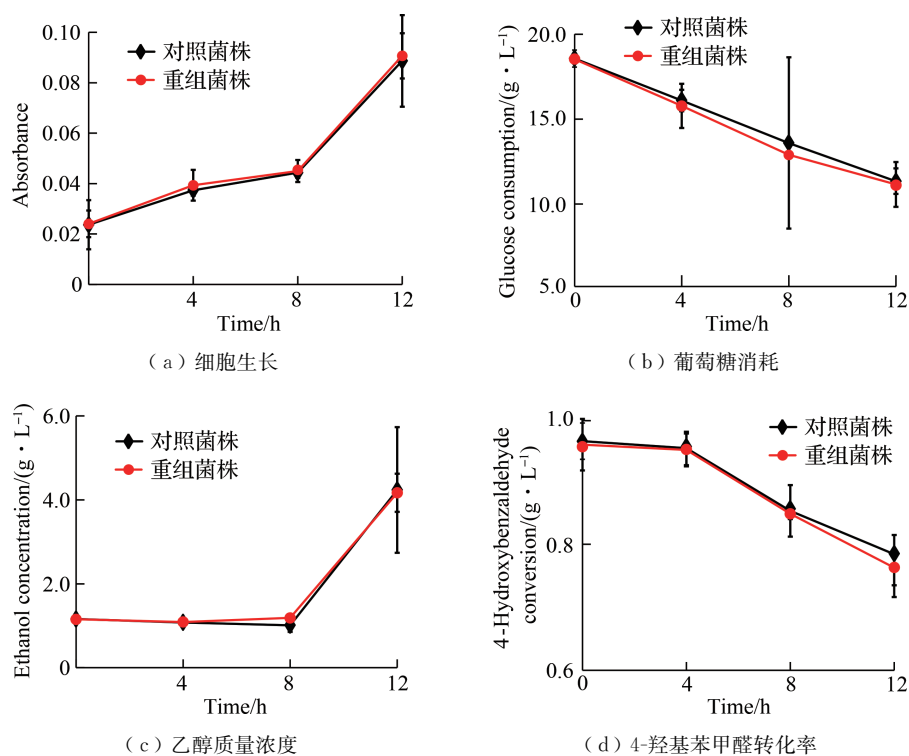 0.10
0.08
0.06
0.04
0.02
0
4
8
12
Absorbance
Time/h
对照菌株
重组菌株
(a)细胞生长
20.0
15.0
10.0
5.0
0
4
8
12
Glucose consumption/(g·L⁻¹)
Time/h
对照菌株
重组菌株
(b)葡萄糖消耗
6.0
4.0
2.0
0
4
8
12
Ethanol concentration/(g·L⁻¹)
Time/h
对照菌株
重组菌株
(c)乙醇质量浓度
1.0
0.8
0.6
0
4
8
12
4-Hydroxybenzaldehyde
conversion/(g·L⁻¹)
Time/h
对照菌株
重组菌株
(d)4-羟基苯甲醛转化率